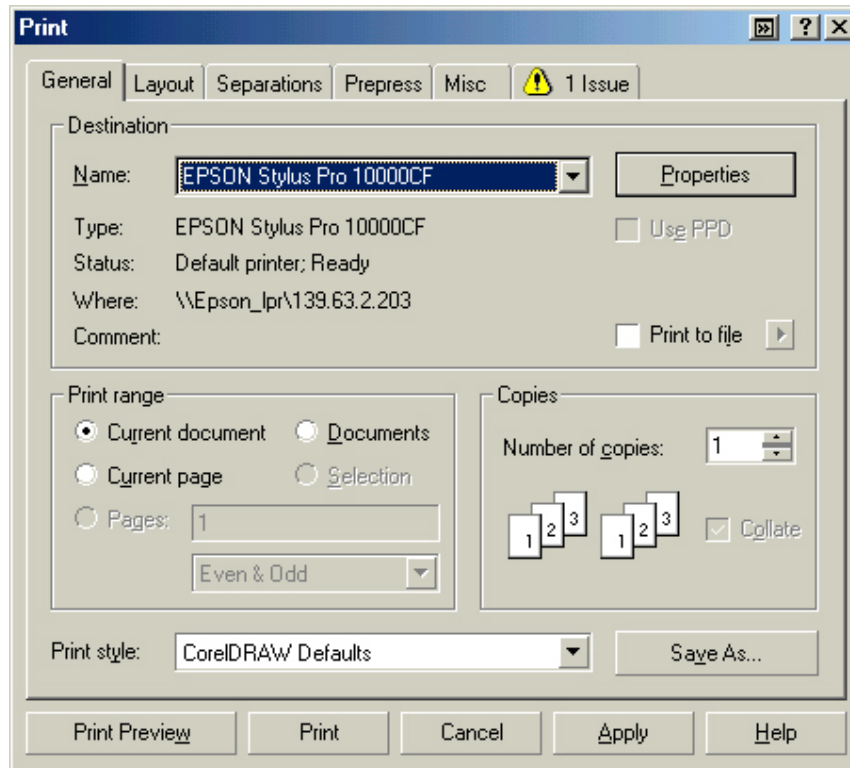 Print
General Layout Separations Prepress Misc 1 Issue
Destination
Name: EPSON Stylus Pro 10000CF Properties
Type: EPSON Stylus Pro 10000CF Use PPD
Status: Default printer; Ready
Where: \\Epson_lpr\139.63.2.203
Comment: Print to file
Print range Copies
Current document Documents Number of copies: 1
Current page Selection
Pages: 1 1 2 3 1 2 3 Collate
Even & Odd
Print style: CorelDRAW Defaults Save As...
Print Preview Print Cancel Apply Help